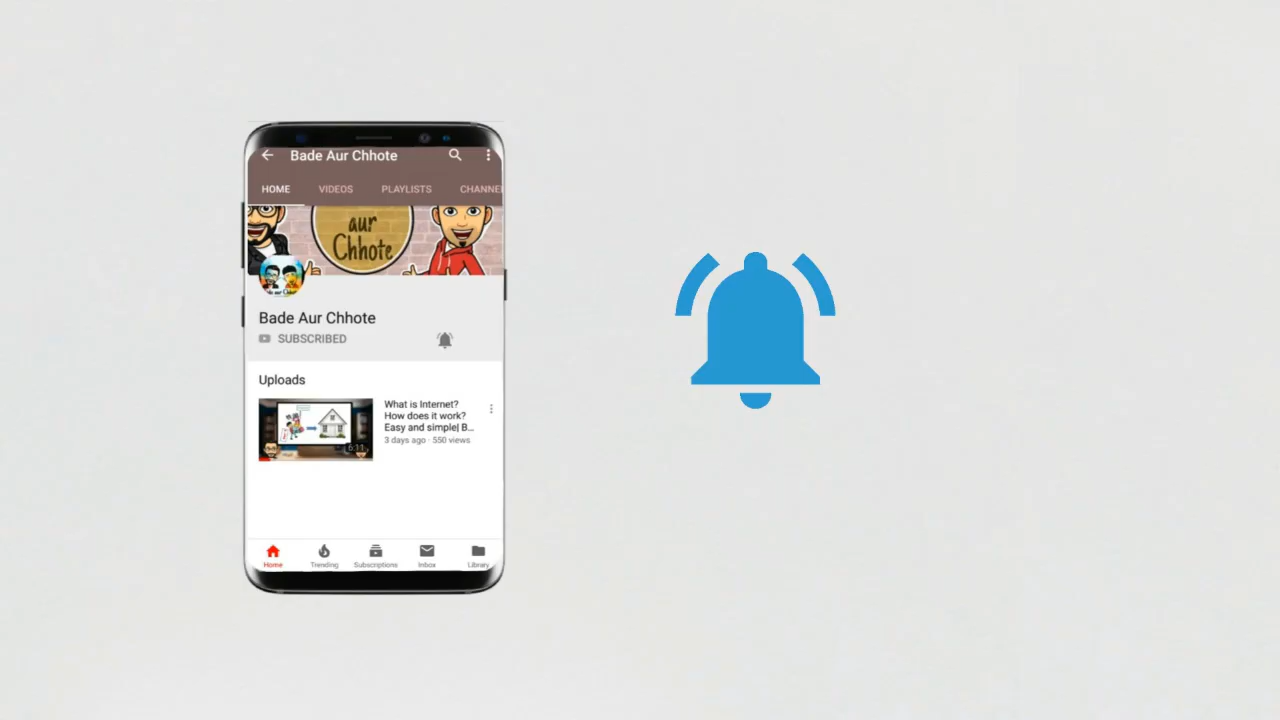 Bade Aur Chhote
HOME VIDEOS PLAYLISTS CHANNEL
aur
Chhote
Bade Aur Chhote
SUBSCRIBED
Uploads
What is Internet?
How does it work?
Easy and simple| B...
3 days ago · 550 views
6:11
Home Trending Subscriptions Inbox Library